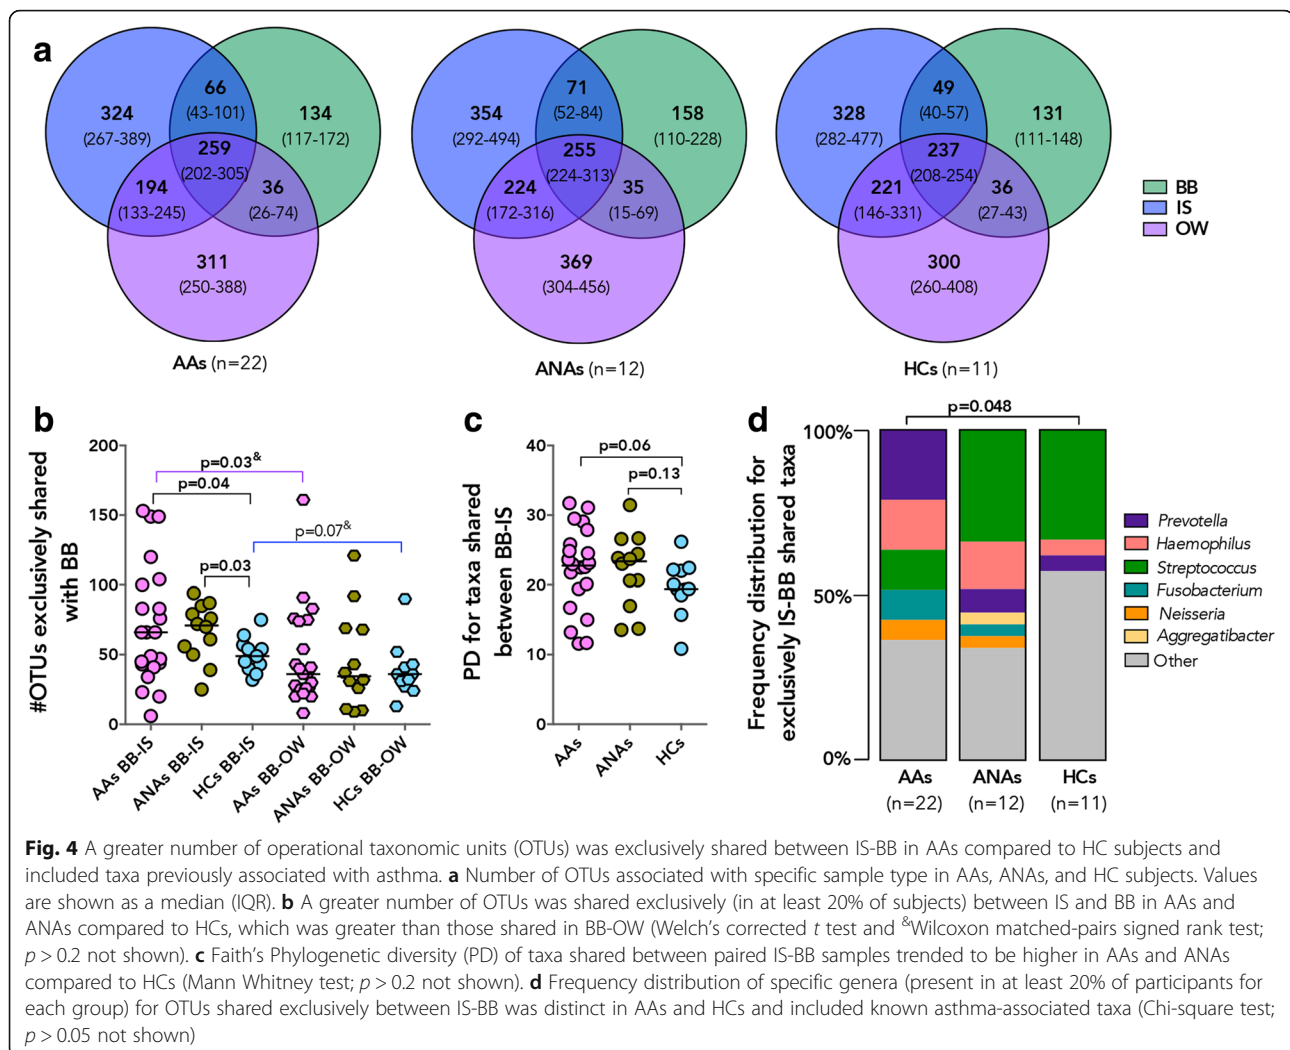 a
324
(267-389)
66
(43-101)
134
(117-172)
259
(202-305)
194
(133-245)
36
(26-74)
311
(250-388)
AAs (n=22)
354
(292-494)
71
(52-84)
158
(110-228)
255
(224-313)
224
(172-316)
35
(15-69)
369
(304-456)
ANAs (n=12)
328
(282-477)
49
(40-57)
131
(111-148)
237
(208-254)
221
(146-331)
36
(27-43)
300
(260-408)
HCs (n=11)
BB
IS
OW
b
#OTUs exclusively shared
with BB
200
150
100
50
0
p=0.03&
p=0.04
p=0.07&
p=0.03
AAs BB-IS
ANAs BB-IS
HCs BB-IS
AAs BB-OW
ANAs BB-OW
HCs BB-OW
c
PD for taxa shared
between BB-IS
40
30
20
10
0
p=0.06
p=0.13
AAs
ANAs
HCs
d
Frequency distribution for
exclusively IS-BB shared taxa
100%
50%
0%
p=0.048
AAs
(n=22)
ANAs
(n=12)
HCs
(n=11)
Prevotella
Haemophilus
Streptococcus
Fusobacterium
Neisseria
Aggregatibacter
Other
Fig. 4 A greater number of operational taxonomic units (OTUs) was exclusively shared between IS-BB in AAs compared to HC subjects and
included taxa previously associated with asthma. a Number of OTUs associated with specific sample type in AAs, ANAs, and HC subjects. Values
are shown as a median (IQR). b A greater number of OTUs was shared exclusively (in at least 20% of subjects) between IS and BB in AAs and
ANAs compared to HCs, which was greater than those shared in BB-OW (Welch's corrected t test and &Wilcoxon matched-pairs signed rank test;
p > 0.2 not shown). c Faith's Phylogenetic diversity (PD) of taxa shared between paired IS-BB samples trended to be higher in AAs and ANAs
compared to HCs (Mann Whitney test; p > 0.2 not shown). d Frequency distribution of specific genera (present in at least 20% of participants for
each group) for OTUs shared exclusively between IS-BB was distinct in AAs and HCs and included known asthma-associated taxa (Chi-square test;
p > 0.05 not shown)